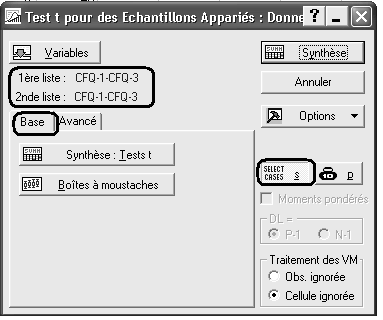 Test t pour des Echantillons Appariés : Donne
?
Variables
1ère liste : CFQ-1-CFQ-3
2nde liste : CFQ-1-CFQ-3
Base
Avancé
Synthèse : Tests t
Boîtes à moustaches
SUMM
Synthèse
Annuler
Options
SELECT
CASES
S
Moments pondérés
DL =
P-1
N-1
Traitement des VM
Obs. ignorée
Cellule ignorée